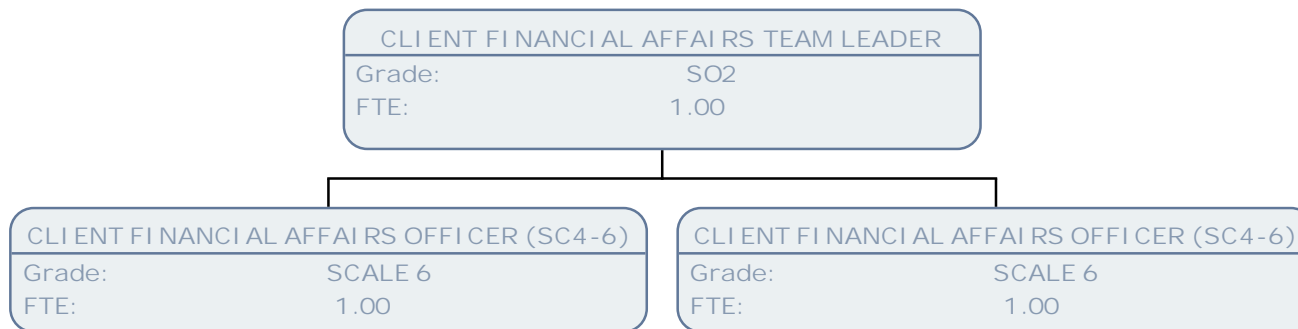 CLIENT FINANCIAL AFFAIRS TEAM LEADER
Grade: SO2
FTE: 1.00
CLIENT FINANCIAL AFFAIRS OFFICER (SC4-6)
Grade: SCALE 6
FTE: 1.00
CLIENT FINANCIAL AFFAIRS OFFICER (SC4-6)
Grade: SCALE 6
FTE: 1.00